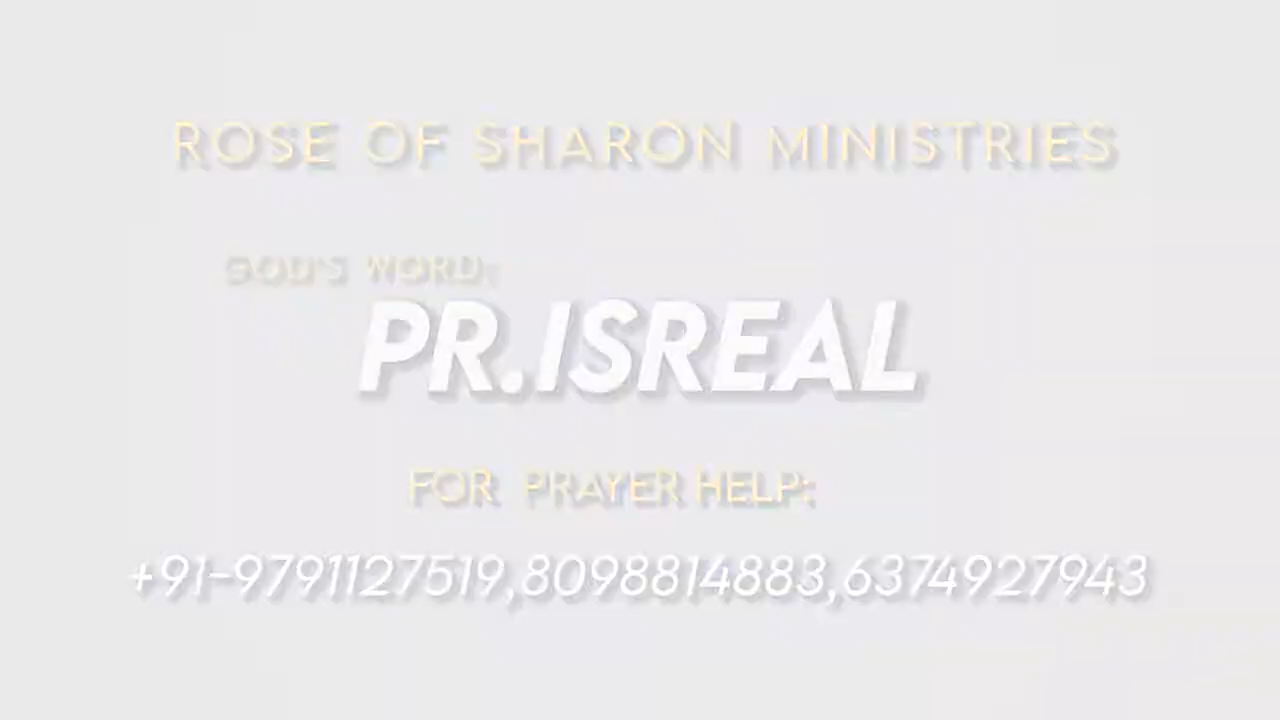 ROSE OF SHARON MINISTRIES
GOD'S WORD:
PR.ISREAL
FOR PRAYER HELP:
+91-9791127519,8098814883,6374927943